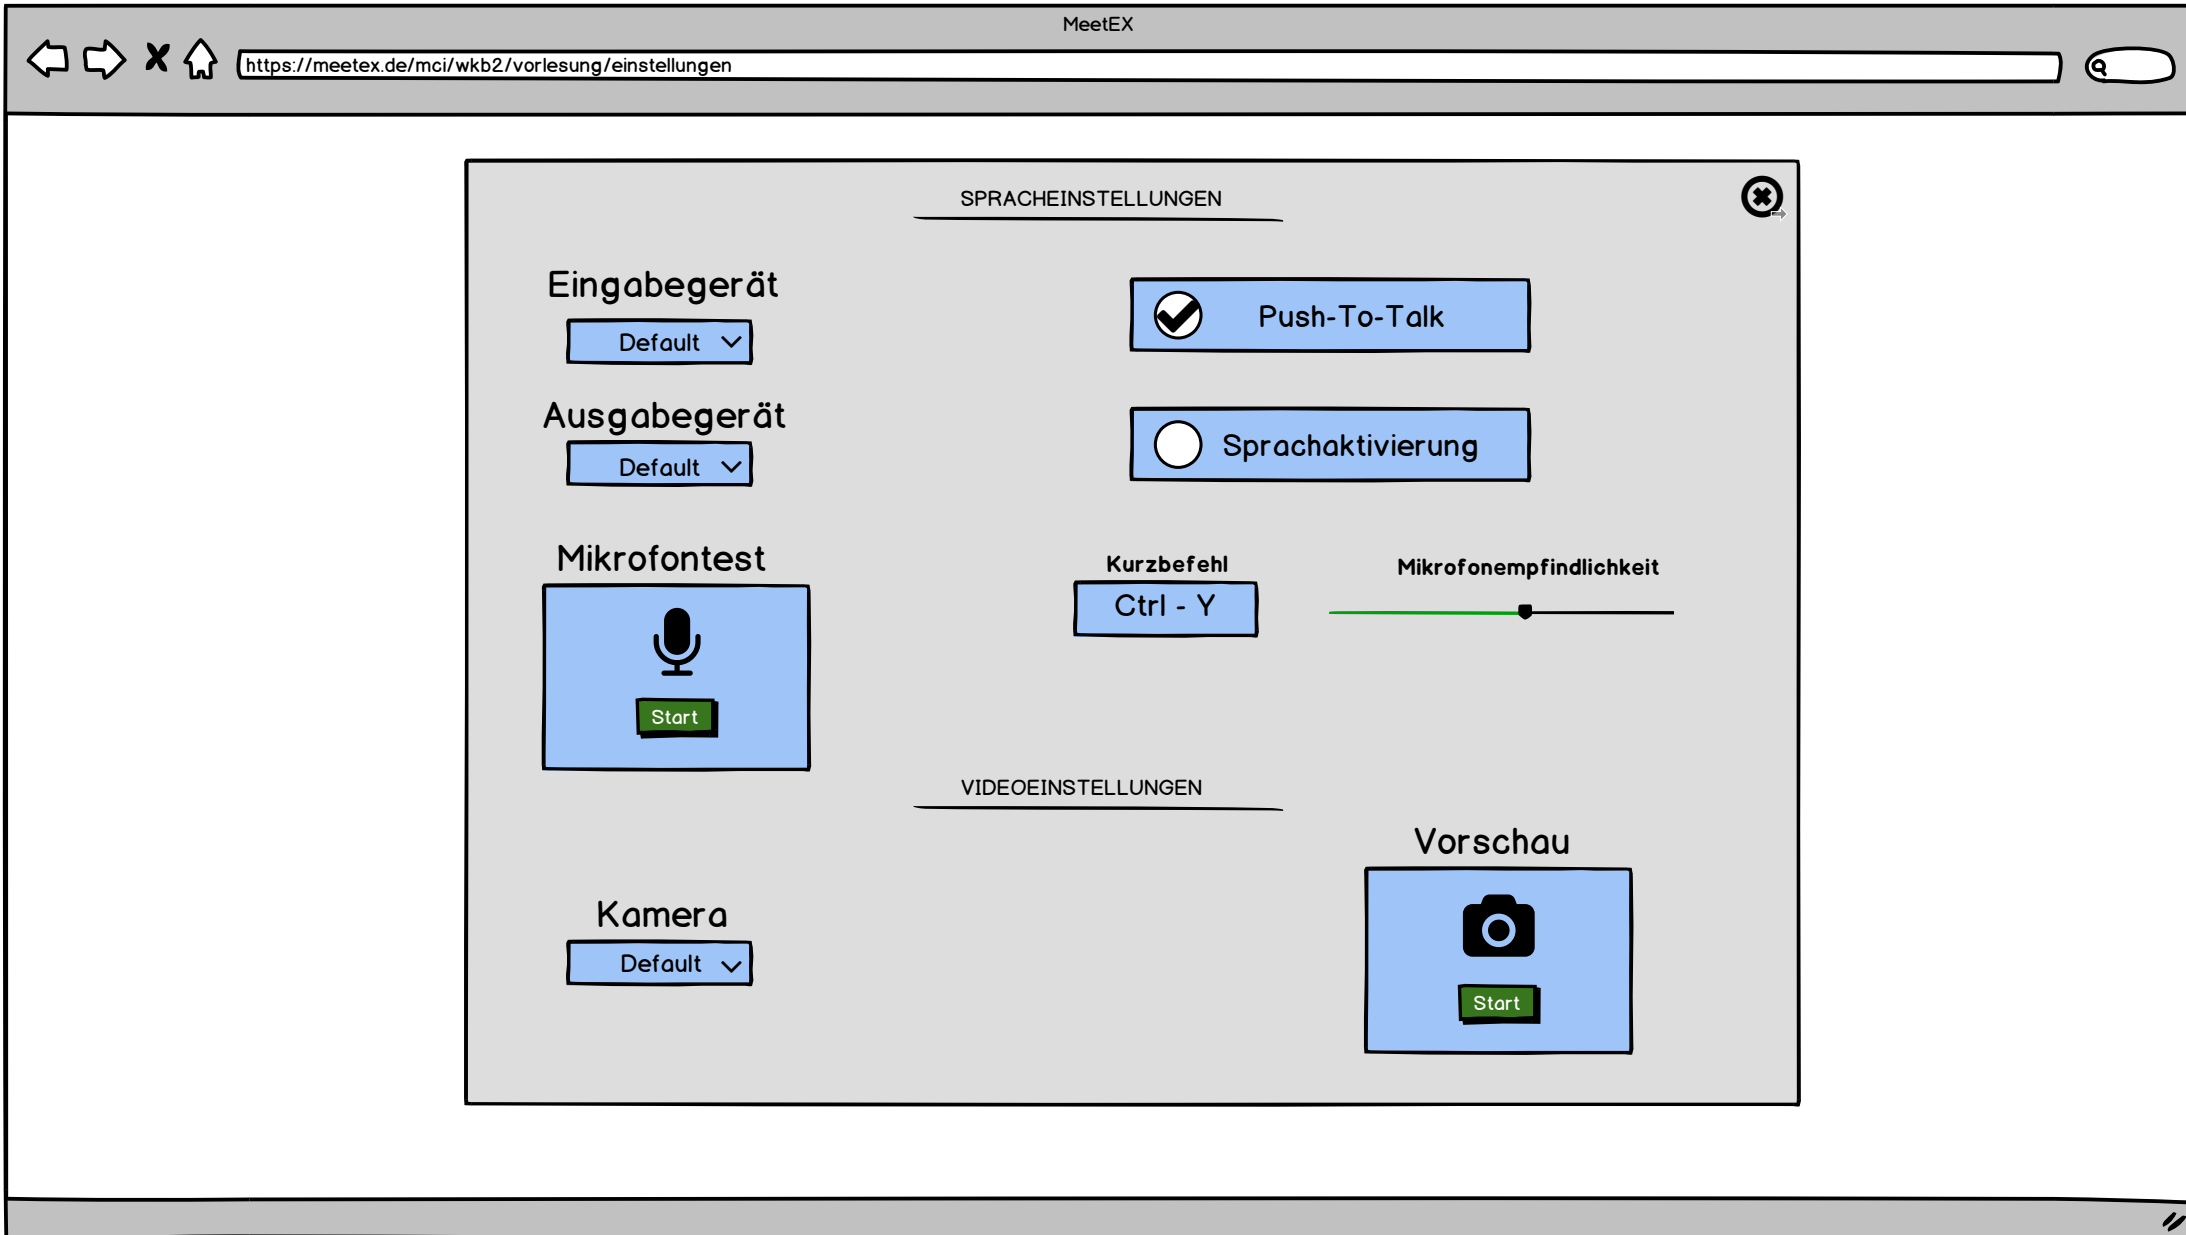 MeetEX
https://meetex.de/mci/wkb2/vorlesung/einstellungen
SPRACHEINSTELLUNGEN
Eingabegerät
Default
Push-To-Talk
Ausgabegerät
Default
Sprachaktivierung
Mikrofontest
Start
Kurzbefehl
Ctrl - Y
Mikrofonempfindlichkeit
VIDEOEINSTELLUNGEN
Kamera
Default
Vorschau
Start